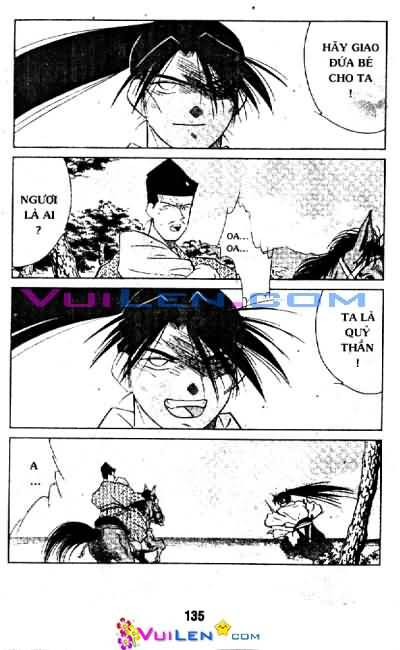 HÃY GIAO
ĐỨA BÉ
CHO TA
!
NGƯƠI
LÀ AI
?
OA...
OA...
VUILEN.COM
TA LÀ
QUỶ
THẦN
!
A
...
135
VUILEN.COM